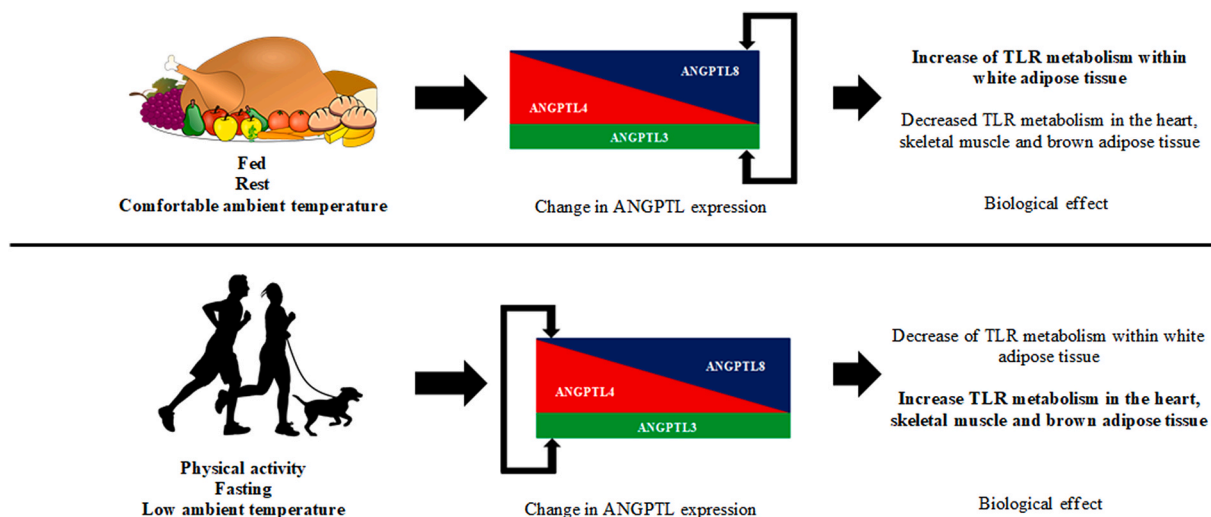 Fed
Rest
Comfortable ambient temperature
ANGPTL8
ANGPTL4
ANGPTL3
Change in ANGPTL expression
Increase of TLR metabolism within
white adipose tissue
Decreased TLR metabolism in the heart,
skeletal muscle and brown adipose tissue
Biological effect
Physical activity
Fasting
Low ambient temperature
ANGPTL8
ANGPTL4
ANGPTL3
Change in ANGPTL expression
Decrease of TLR metabolism within white
adipose tissue
Increase TLR metabolism in the heart,
skeletal muscle and brown adipose tissue
Biological effect